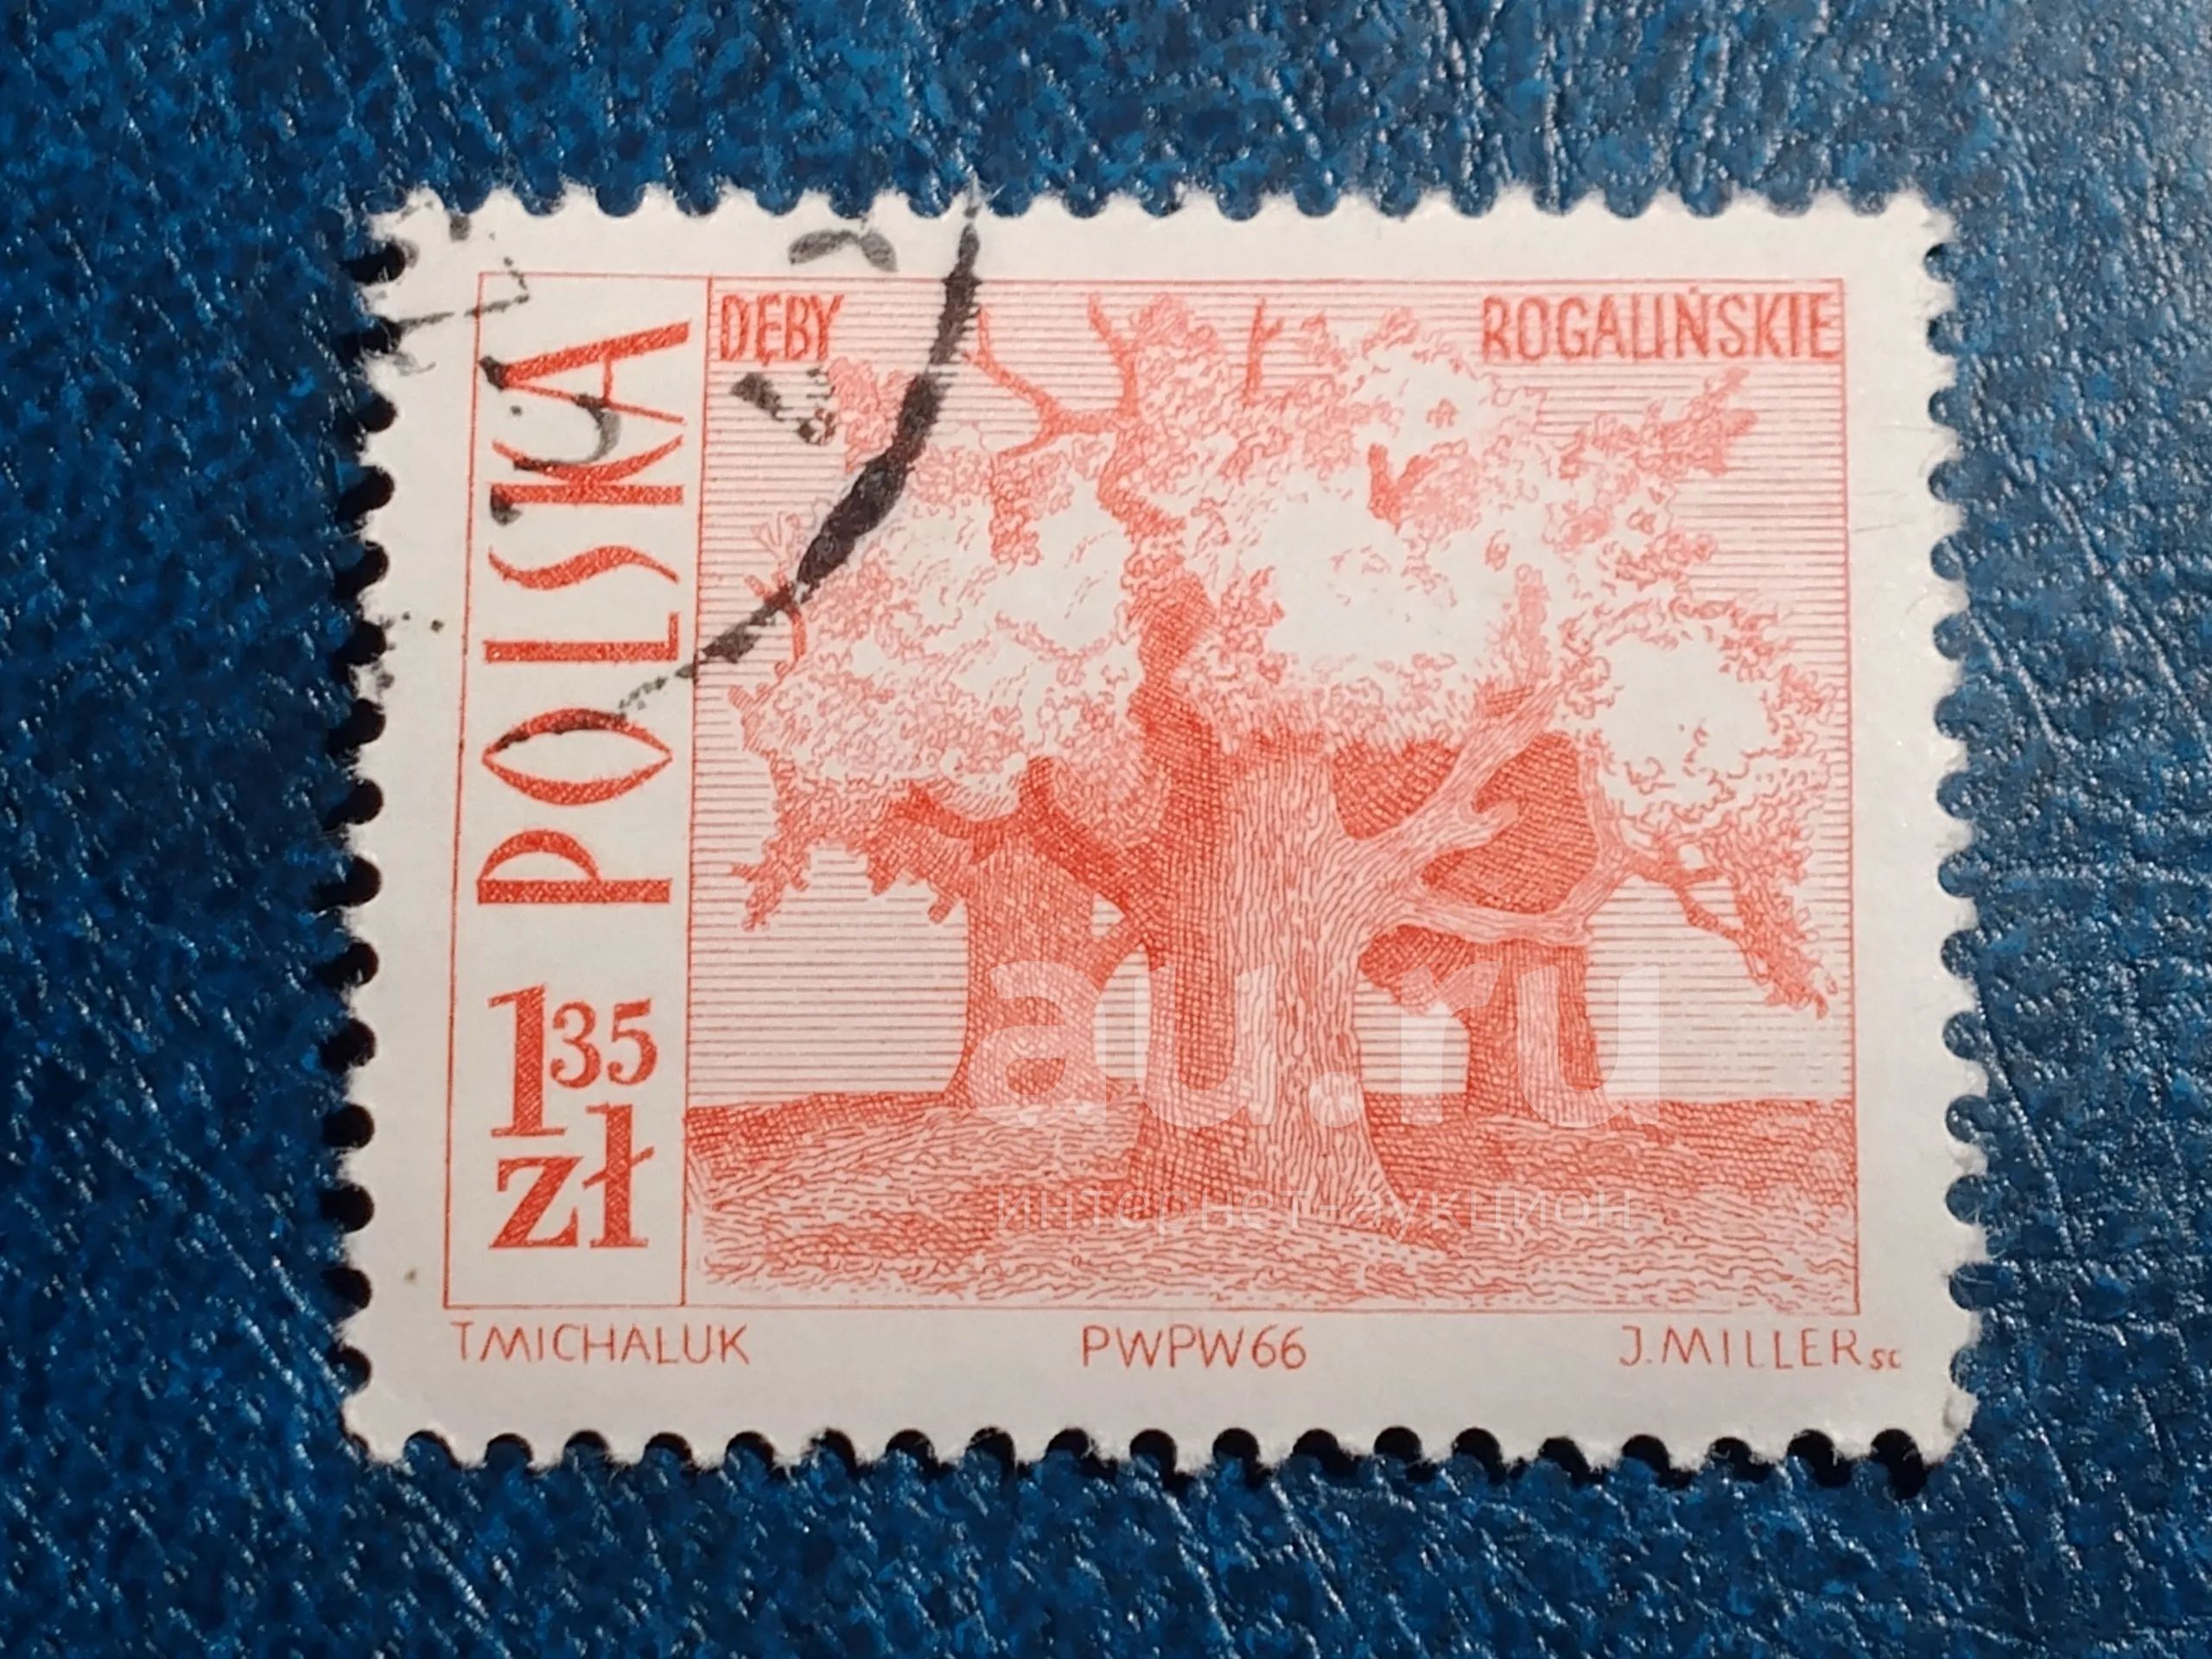 DĘBY ROGALIŃSKIE
POLSKA
1 35
zł
T.MICHALUK PWPW66 J.MILLER sc
au.ru
интернет-аукцион